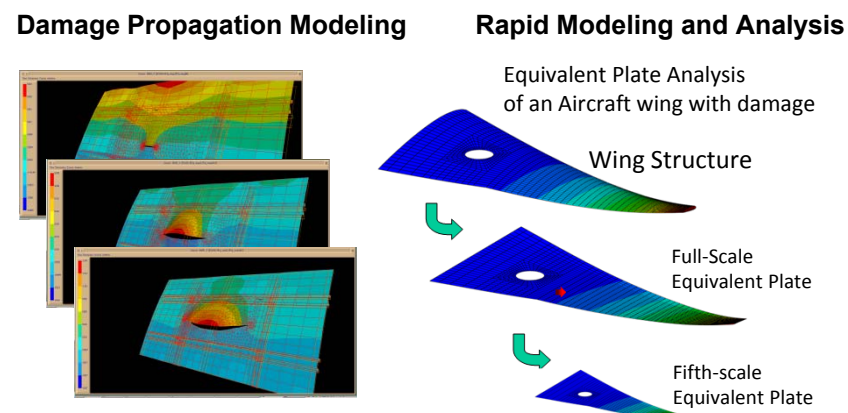 Damage Propagation Modeling
Rapid Modeling and Analysis
Equivalent Plate Analysis
of an Aircraft wing with damage
Wing Structure
Full-Scale
Equivalent Plate
Fifth-scale
Equivalent Plate